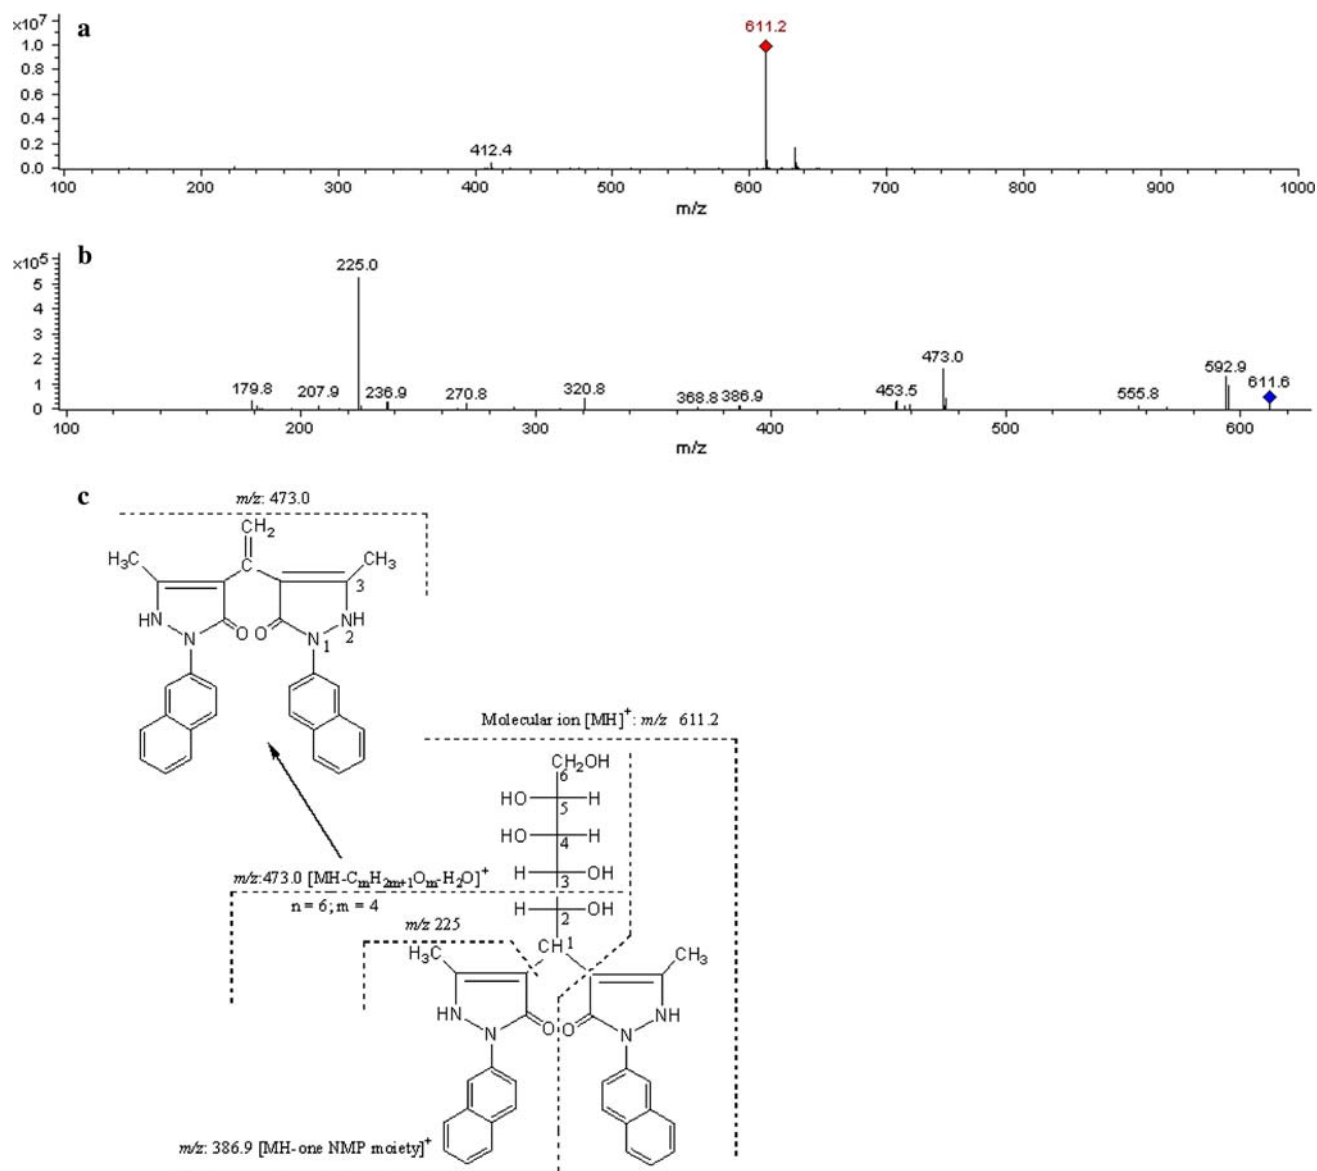 a
×10⁷
611.2
1.0
0.8
0.6
0.4
0.2
0.0
412.4
100 200 300 400 500 600 700 800 900 1000
m/z
b
×10⁵
5
4
3
2
1
0
225.0
179.8 207.9 236.9 270.8 320.8 368.8 386.9 453.5 473.0 555.8 592.9 611.6
100 200 300 400 500 600
m/z
c
m/z: 473.0
CH₂
H₃C C CH₃
3
HN N O O N NH
1 2
Molecular ion [MH]⁺: m/z 611.2
CH₂OH
6
HO H
5
HO H
4
H OH
3
m/z:473.0 [MH-CmH2m+1Om-H₂O]⁺
n = 6; m = 4
H OH
2
m/z 225
CH 1
H₃C CH₃
HN N O O N NH
m/z: 386.9 [MH-one NMP moiety]⁺